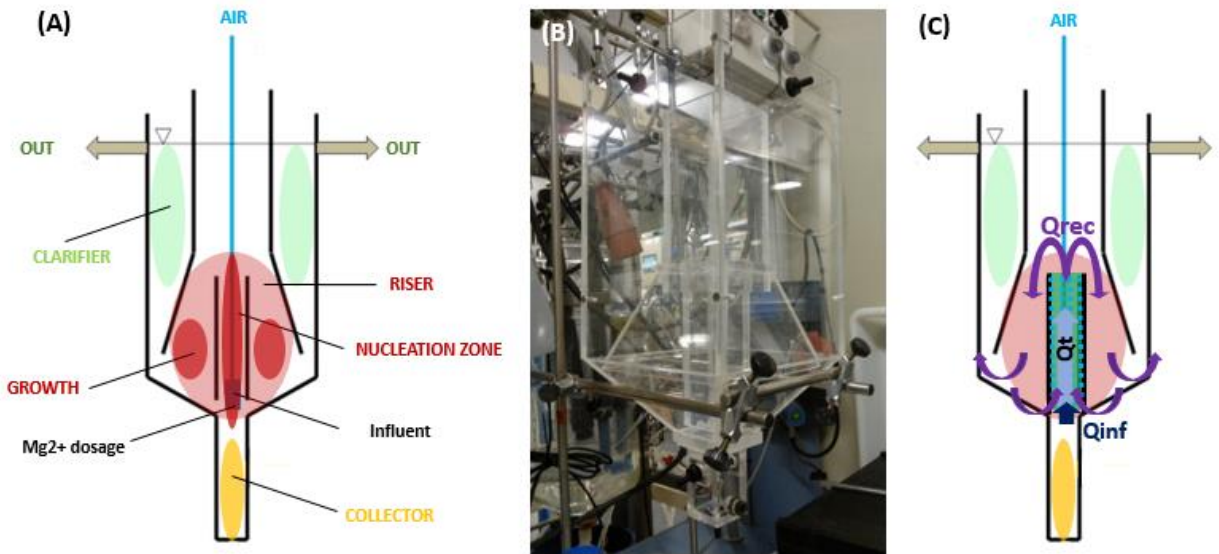 (A)
AIR
OUT
OUT
CLARIFIER
RISER
NUCLEATION ZONE
GROWTH
Influent
Mg2+ dosage
COLLECTOR
(B)
(C)
AIR
Qrec
Qt
Qinf